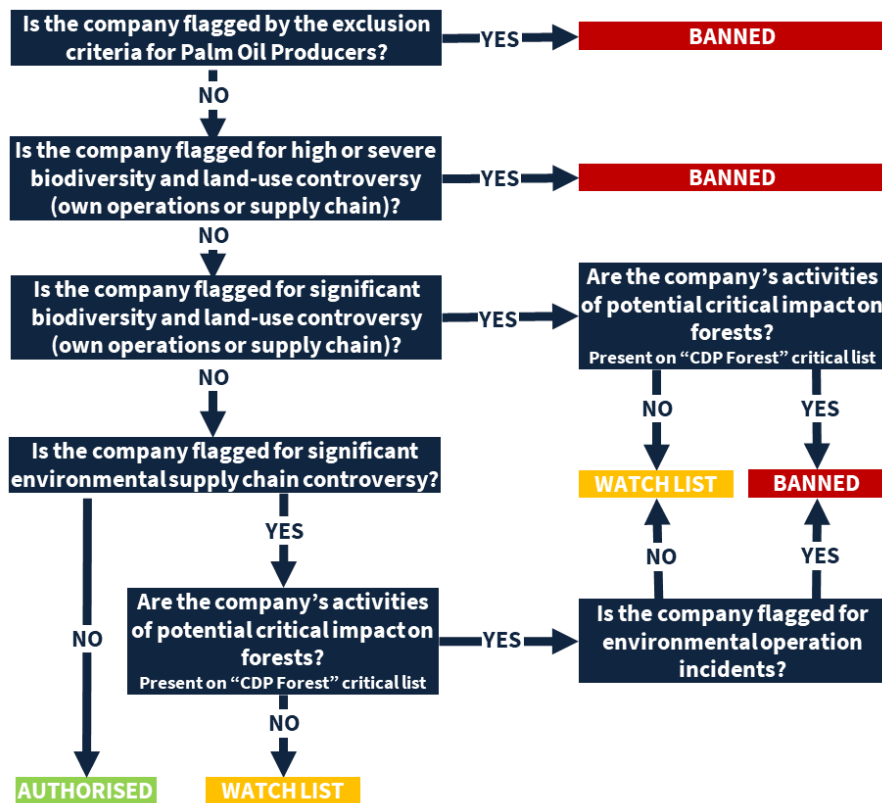 Is the company flagged by the exclusion
criteria for Palm Oil Producers?
YES
BANNED
NO
Is the company flagged for high or severe
biodiversity and land-use controversy
(own operations or supply chain)?
YES
BANNED
NO
Is the company flagged for significant
biodiversity and land-use controversy
(own operations or supply chain)?
YES
Are the company's activities
of potential critical impact on
forests?
Present on “CDP Forest” critical list
NO
YES
WATCH LIST
BANNED
NO
Is the company flagged for significant
environmental supply chain controversy?
NO
YES
Are the company's activities
of potential critical impact on
forests?
Present on “CDP Forest” critical list
YES
Is the company flagged for
environmental operation
incidents?
NO
YES
NO
AUTHORISED
WATCH LIST